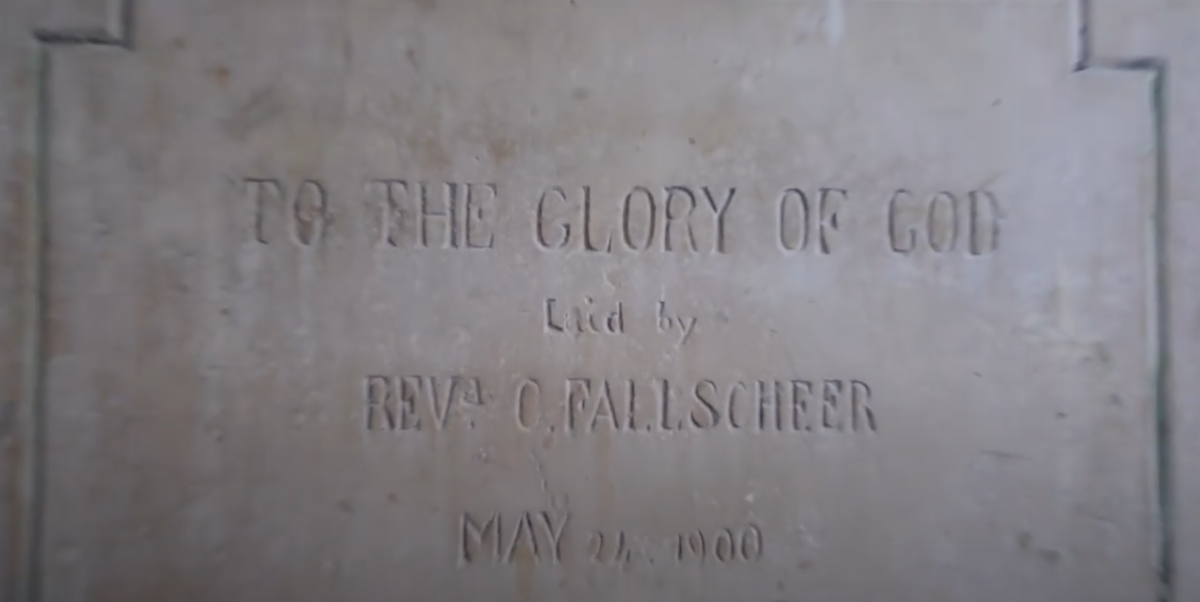 TO THE GLORY OF GOD
Laid by
REVᵈ C. FALLSCHEER
MAY 24. 1900